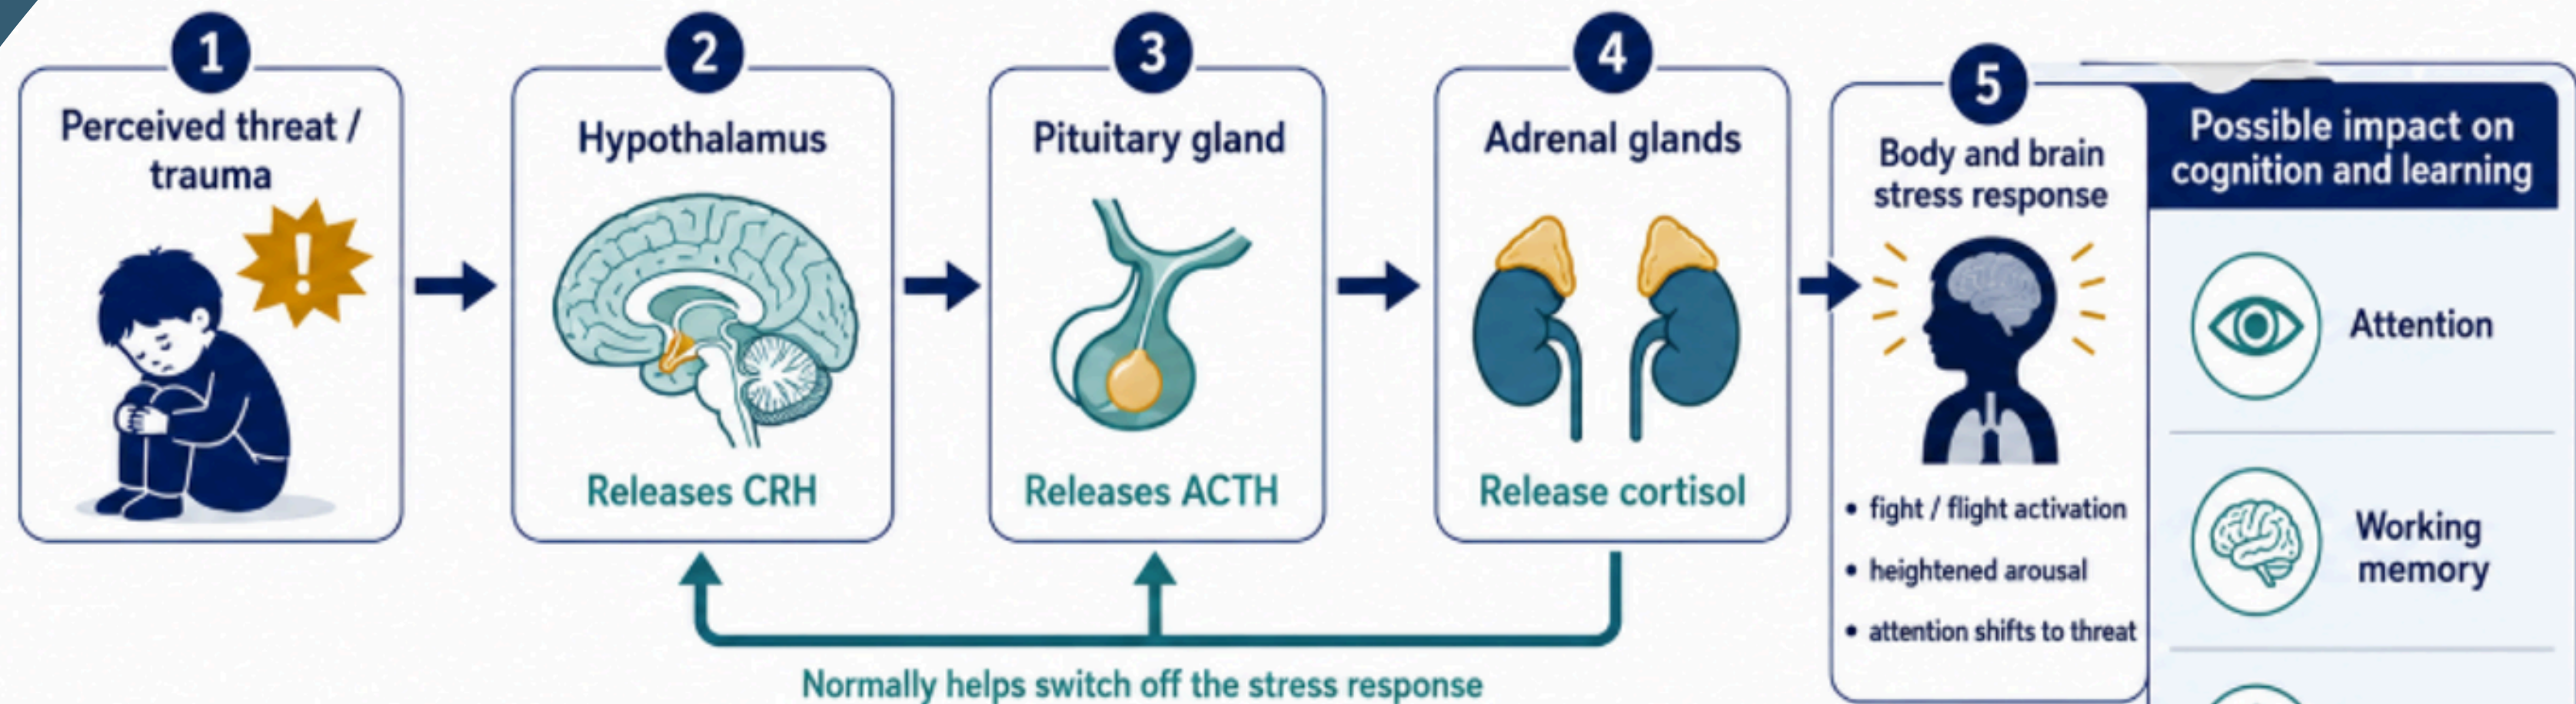 1
Perceived threat /
trauma
!
2
Hypothalamus
Releases CRH
3
Pituitary gland
Releases ACTH
4
Adrenal glands
Release cortisol
Normally helps switch off the stress response
5
Body and brain
stress response
• fight / flight activation
• heightened arousal
• attention shifts to threat
Possible impact on
cognition and learning
Attention
Working
memory